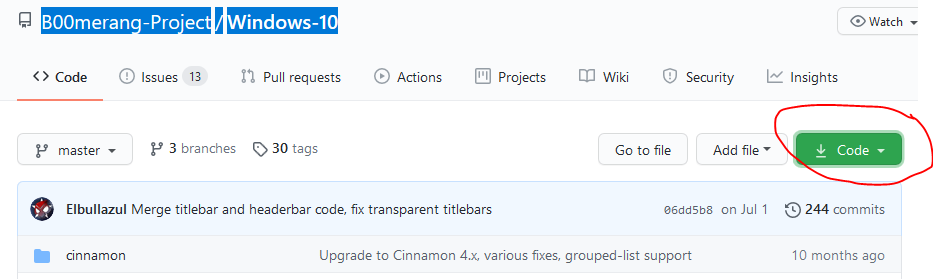 B00merang-Project / Windows-10
Watch
Code Issues 13 Pull requests Actions Projects Wiki Security Insights
master 3 branches 30 tags Go to file Add file Code
Elbullazul Merge titlebar and headerbar code, fix transparent titlebars 06dd5b8 on Jul 1 244 commits
cinnamon Upgrade to Cinnamon 4.x, various fixes, grouped-list support 10 months ago